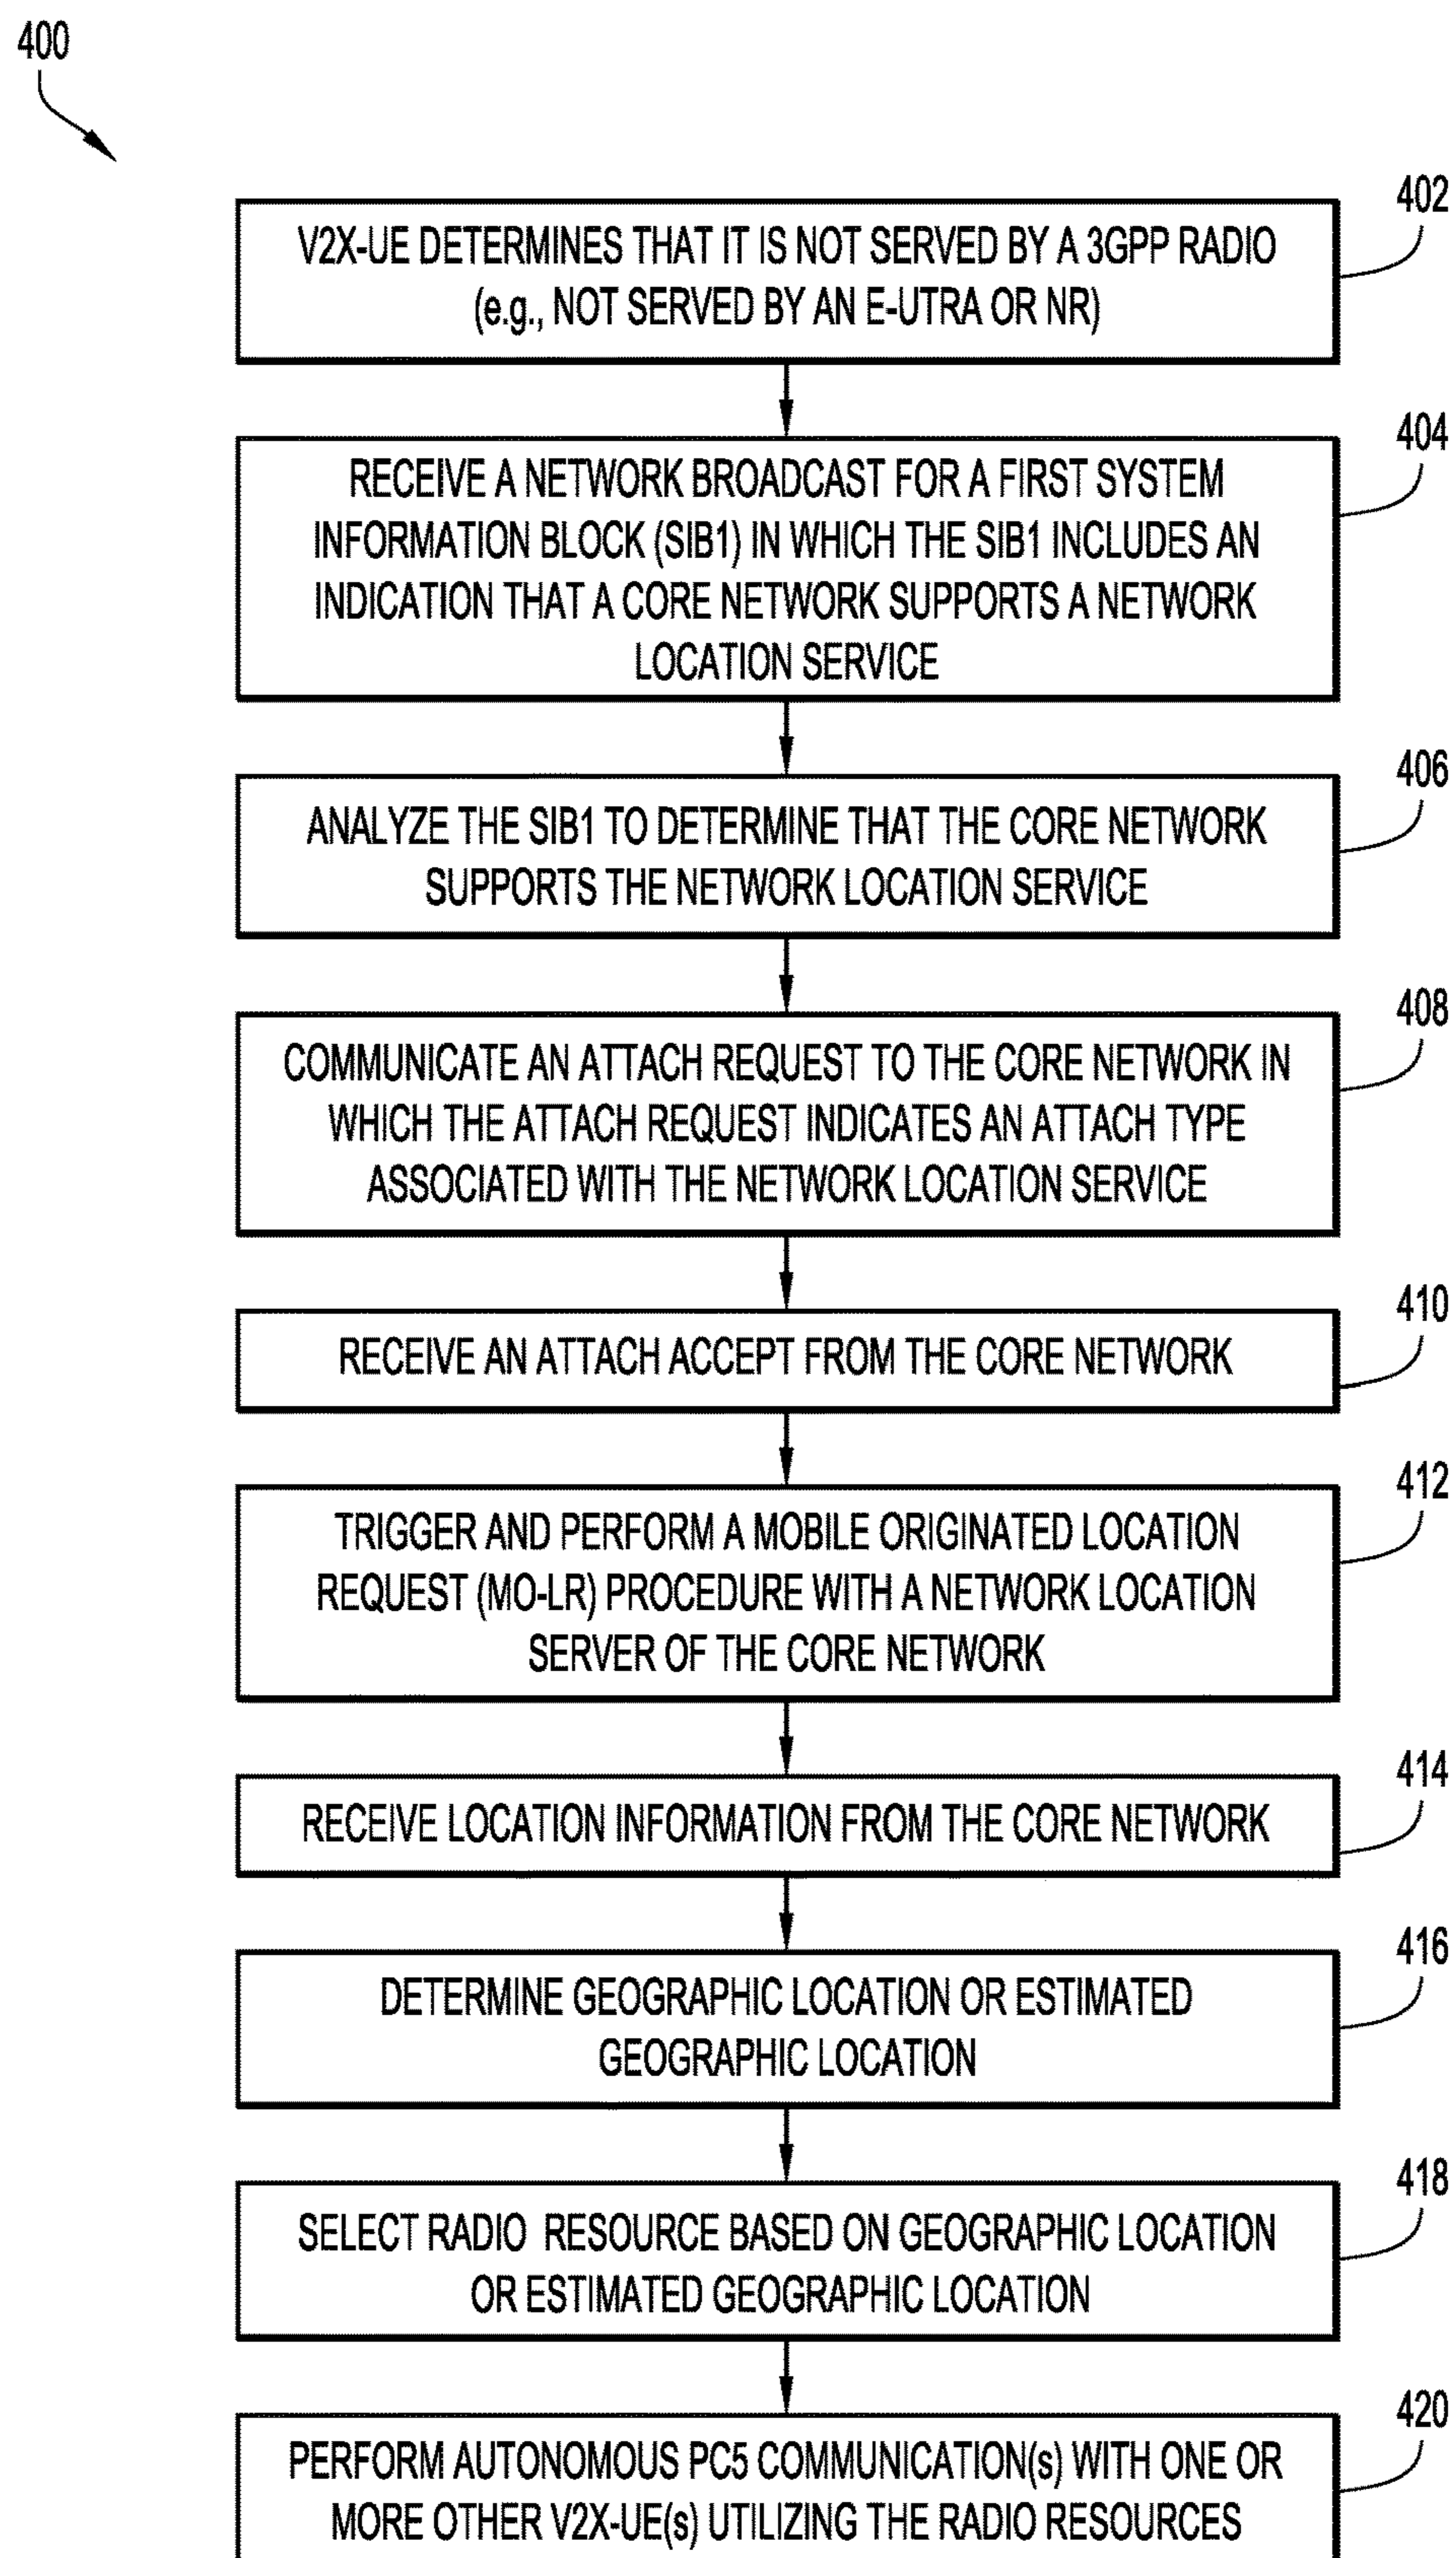 400
402
V2X-UE DETERMINES THAT IT IS NOT SERVED BY A 3GPP RADIO
(e.g., NOT SERVED BY AN E-UTRA OR NR)
404
RECEIVE A NETWORK BROADCAST FOR A FIRST SYSTEM
INFORMATION BLOCK (SIB1) IN WHICH THE SIB1 INCLUDES AN
INDICATION THAT A CORE NETWORK SUPPORTS A NETWORK
LOCATION SERVICE
406
ANALYZE THE SIB1 TO DETERMINE THAT THE CORE NETWORK
SUPPORTS THE NETWORK LOCATION SERVICE
408
COMMUNICATE AN ATTACH REQUEST TO THE CORE NETWORK IN
WHICH THE ATTACH REQUEST INDICATES AN ATTACH TYPE
ASSOCIATED WITH THE NETWORK LOCATION SERVICE
410
RECEIVE AN ATTACH ACCEPT FROM THE CORE NETWORK
412
TRIGGER AND PERFORM A MOBILE ORIGINATED LOCATION
REQUEST (MO-LR) PROCEDURE WITH A NETWORK LOCATION
SERVER OF THE CORE NETWORK
414
RECEIVE LOCATION INFORMATION FROM THE CORE NETWORK
416
DETERMINE GEOGRAPHIC LOCATION OR ESTIMATED
GEOGRAPHIC LOCATION
418
SELECT RADIO RESOURCE BASED ON GEOGRAPHIC LOCATION
OR ESTIMATED GEOGRAPHIC LOCATION
420
PERFORM AUTONOMOUS PC5 COMMUNICATION(s) WITH ONE OR
MORE OTHER V2X-UE(s) UTILIZING THE RADIO RESOURCES